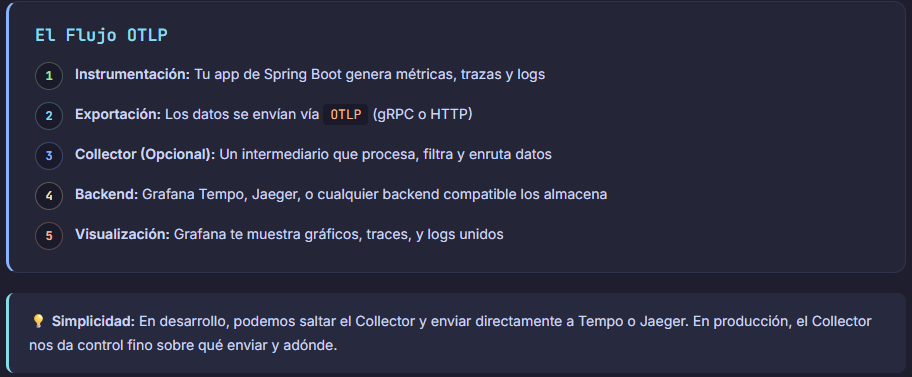 El Flujo OTLP
1 Instrumentación: Tu app de Spring Boot genera métricas, trazas y logs
2 Exportación: Los datos se envían vía OTLP (gRPC o HTTP)
3 Collector (Opcional): Un intermediario que procesa, filtra y enruta datos
4 Backend: Grafana Tempo, Jaeger, o cualquier backend compatible los almacena
5 Visualización: Grafana te muestra gráficos, traces, y logs unidos
💡 Simplicidad: En desarrollo, podemos saltar el Collector y enviar directamente a Tempo o Jaeger. En producción, el Collector
nos da control fino sobre qué enviar y adónde.